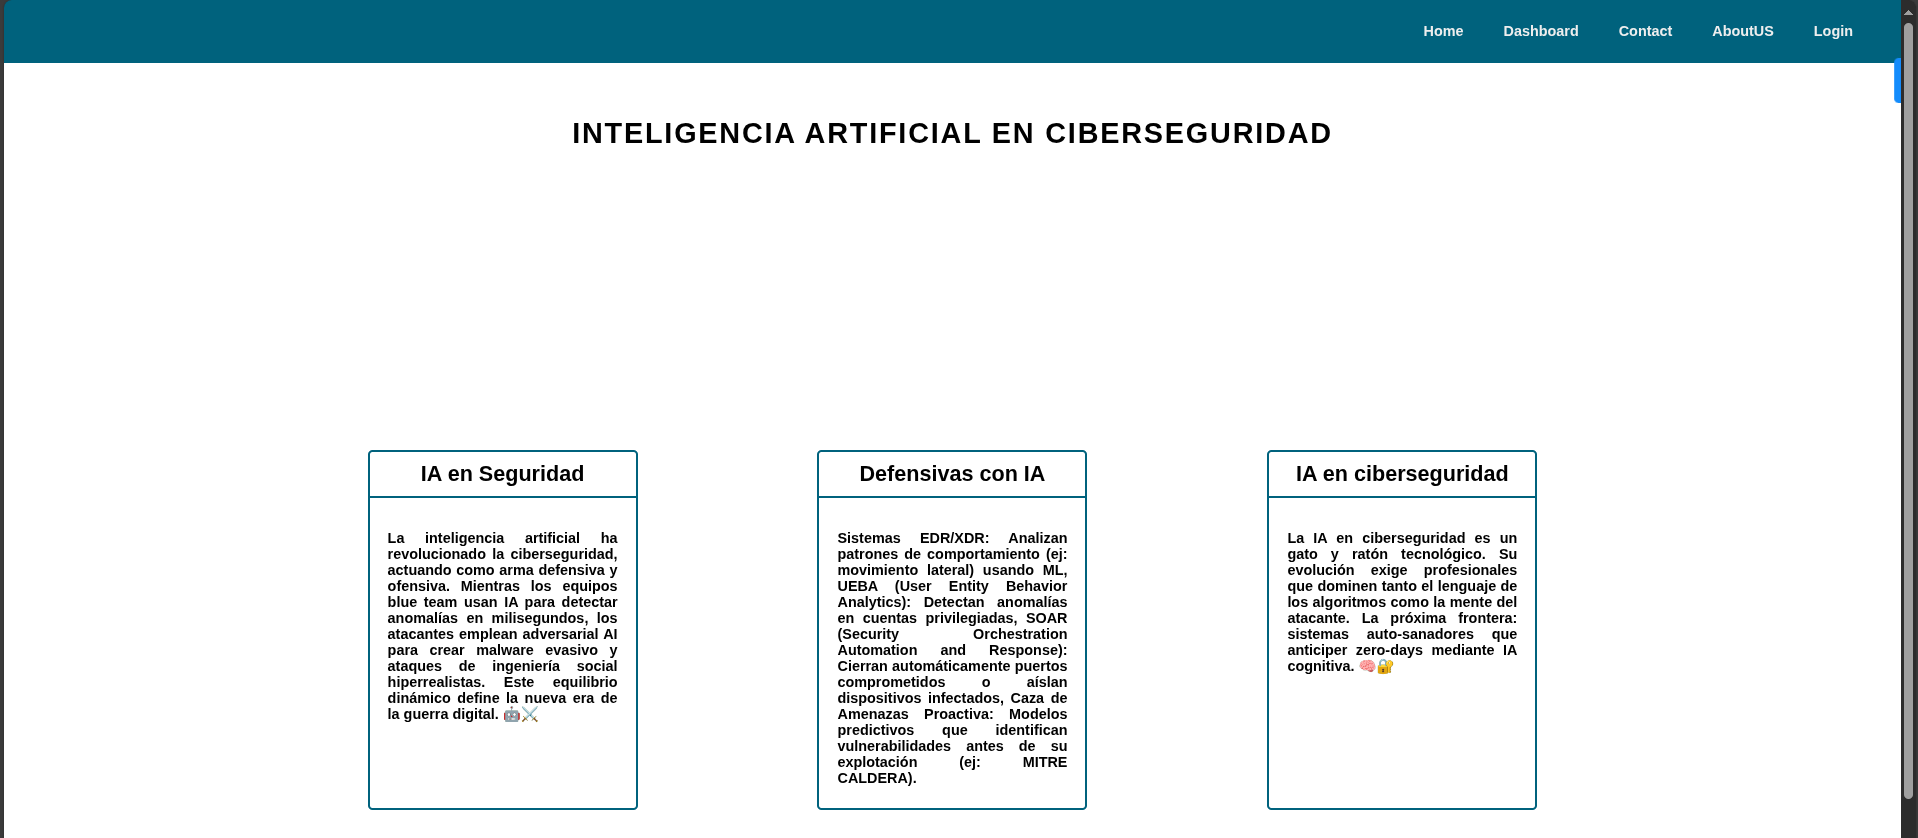 Home Dashboard Contact AboutUS Login
INTELIGENCIA ARTIFICIAL EN CIBERSEGURIDAD
IA en Seguridad
La inteligencia artificial ha
revolucionado la ciberseguridad,
actuando como arma defensiva y
ofensiva. Mientras los equipos
blue team usan IA para detectar
anomalías en milisegundos, los
atacantes emplean adversarial AI
para crear malware evasivo y
ataques de ingeniería social
hiperrealistas. Este equilibrio
dinámico define la nueva era de
la guerra digital. 🤖⚔️
Defensivas con IA
Sistemas EDR/XDR: Analizan
patrones de comportamiento (ej:
movimiento lateral) usando ML,
UEBA (User Entity Behavior
Analytics): Detectan anomalías
en cuentas privilegiadas, SOAR
(Security Orchestration
Automation and Response):
Cierran automáticamente puertos
comprometidos o aíslan
dispositivos infectados, Caza de
Amenazas Proactiva: Modelos
predictivos que identifican
vulnerabilidades antes de su
explotación (ej: MITRE
CALDERA).
IA en ciberseguridad
La IA en ciberseguridad es un
gato y ratón tecnológico. Su
evolución exige profesionales
que dominen tanto el lenguaje de
los algoritmos como la mente del
atacante. La próxima frontera:
sistemas auto-sanadores que
anticiper zero-days mediante IA
cognitiva. 🧠🔐